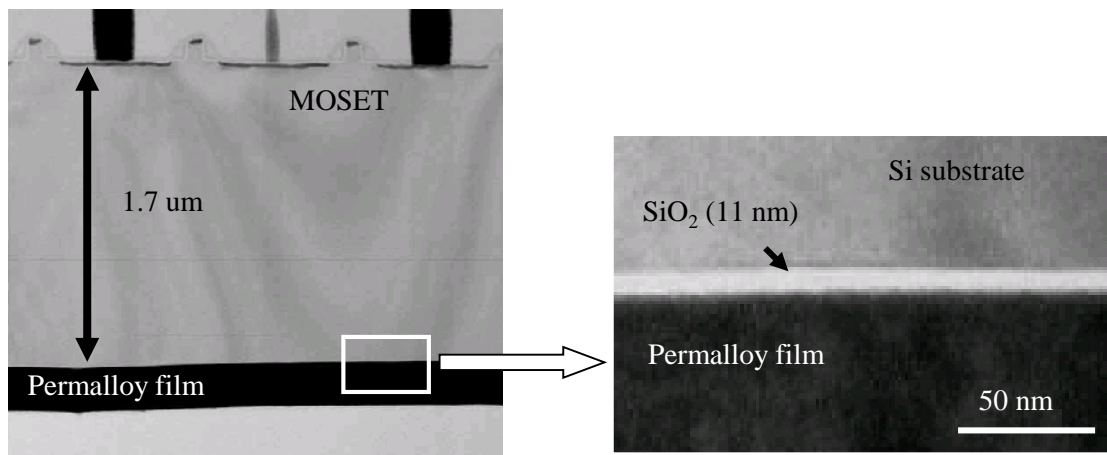 MOSET
1.7 um
Permalloy film
Si substrate
SiO₂ (11 nm)
Permalloy film
50 nm